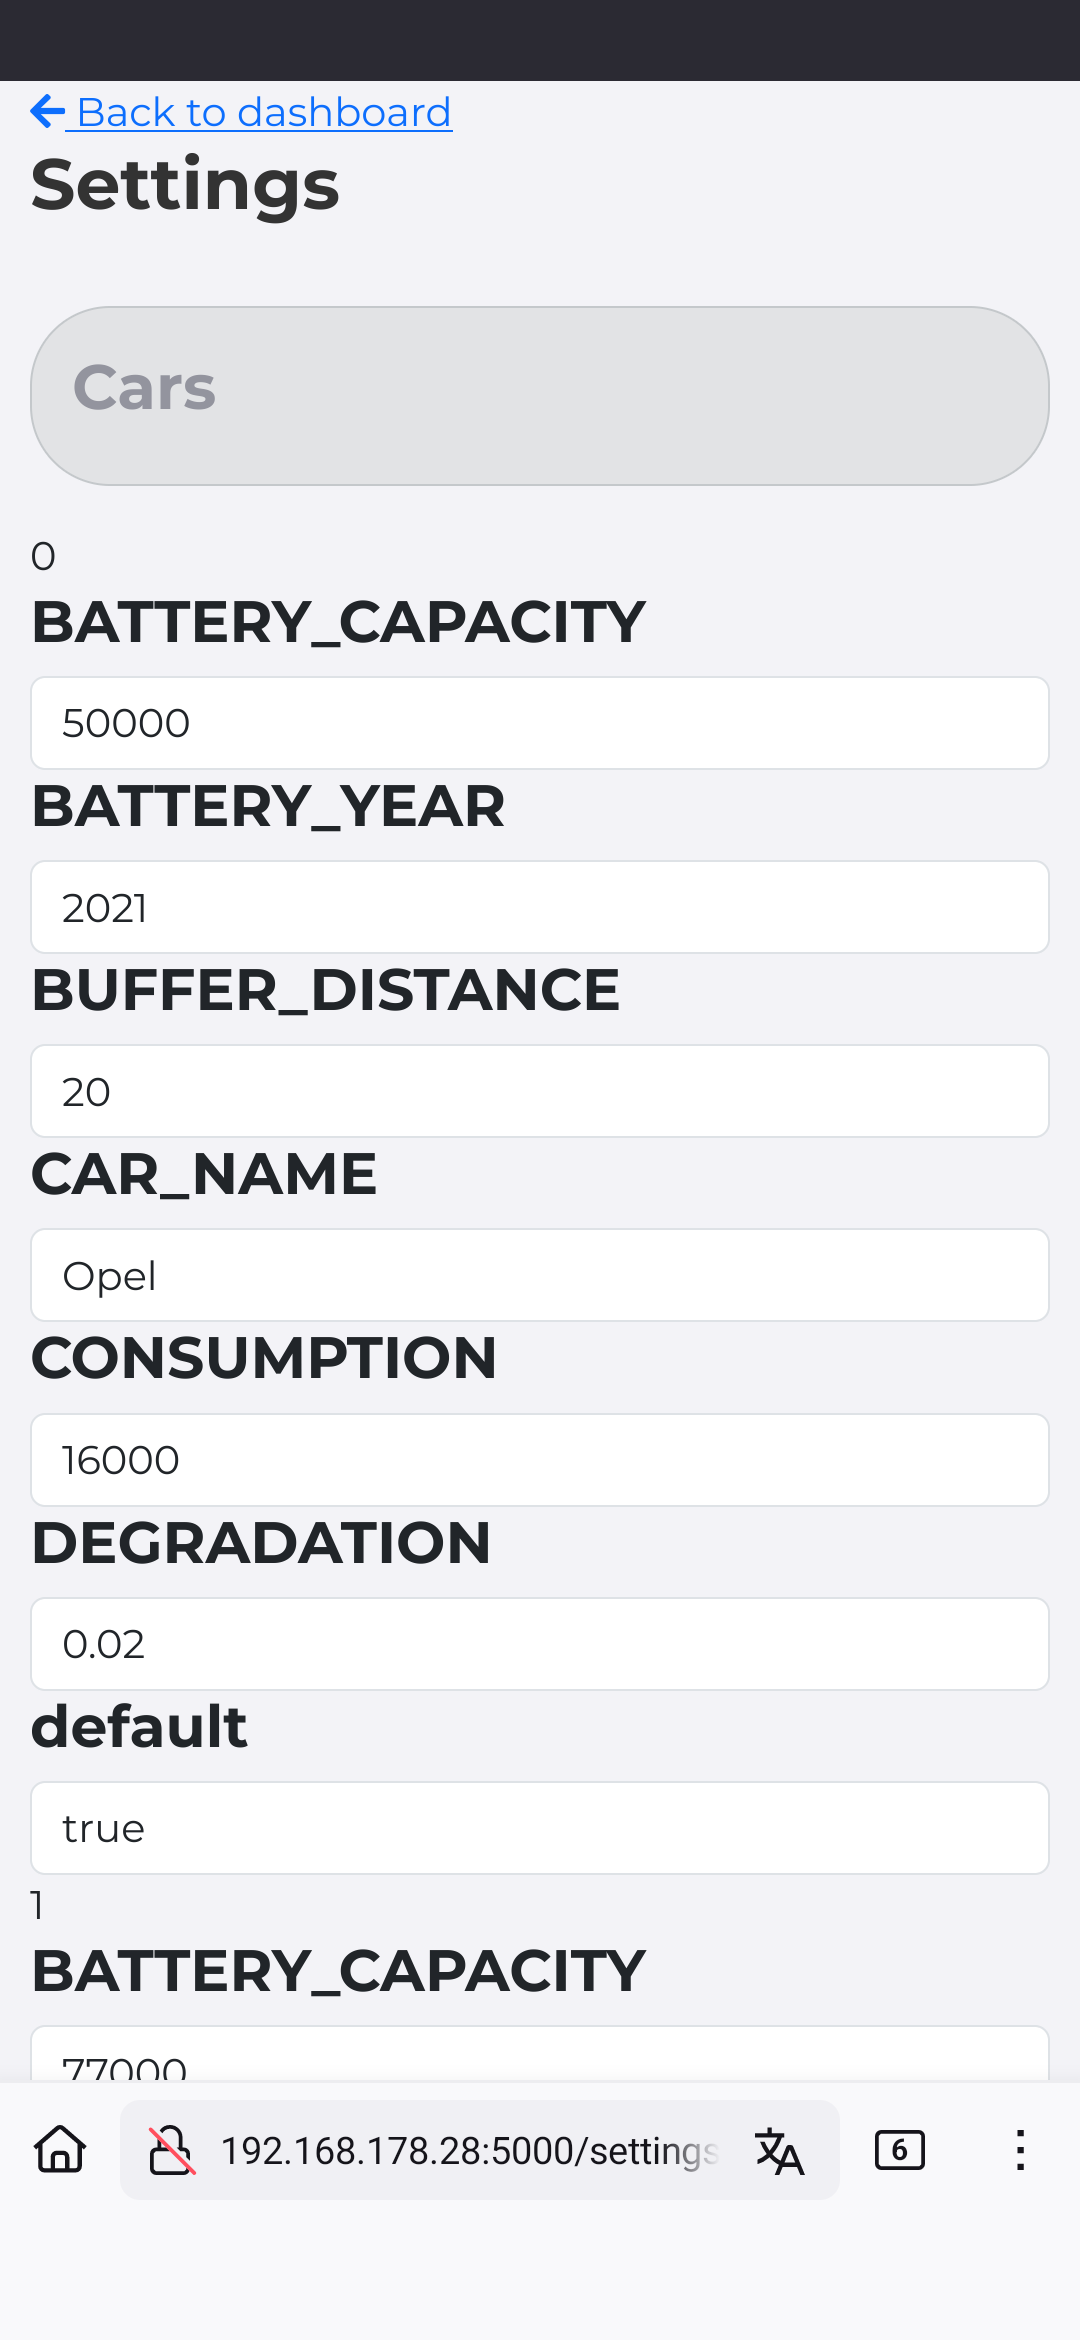 Back to dashboard
Settings
Cars
0
BATTERY_CAPACITY
50000
BATTERY_YEAR
2021
BUFFER_DISTANCE
20
CAR_NAME
Opel
CONSUMPTION
16000
DEGRADATION
0.02
default
true
1
BATTERY_CAPACITY
77000
192.168.178.28:5000/settings
6